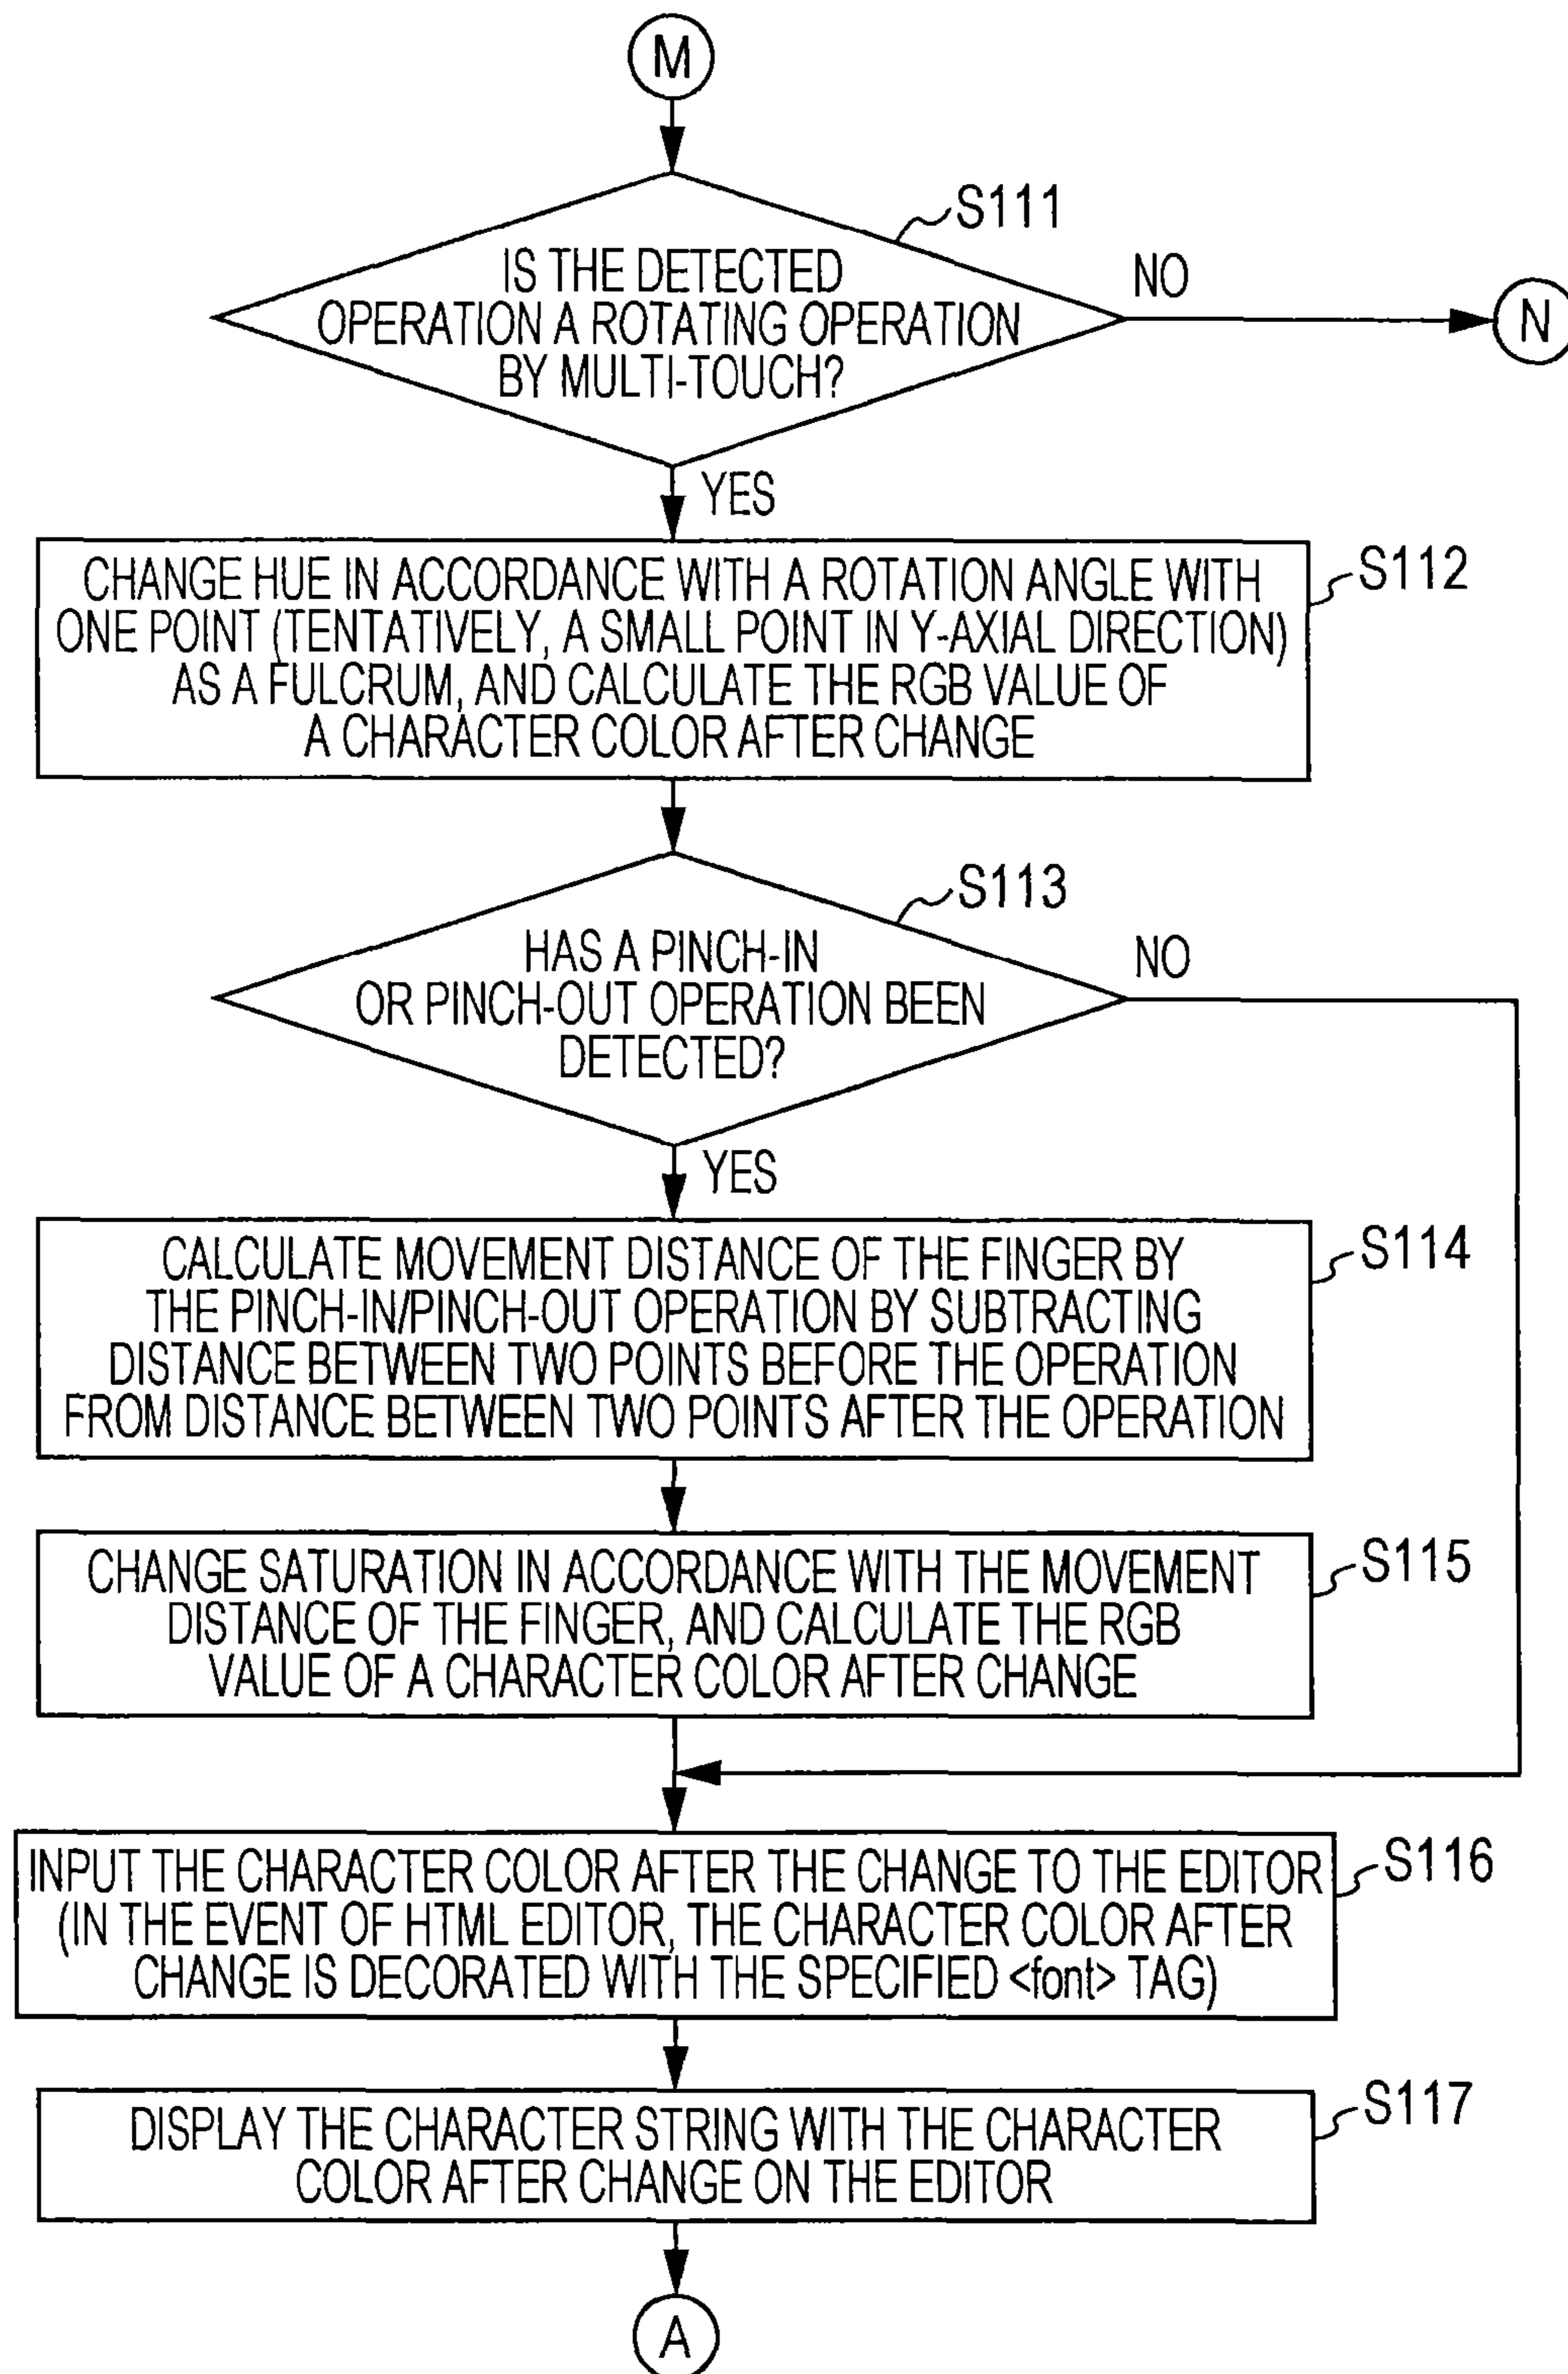 M
S111
IS THE DETECTED
OPERATION A ROTATING OPERATION
BY MULTI-TOUCH?
NO
N
YES
S112
CHANGE HUE IN ACCORDANCE WITH A ROTATION ANGLE WITH
ONE POINT (TENTATIVELY, A SMALL POINT IN Y-AXIAL DIRECTION)
AS A FULCRUM, AND CALCULATE THE RGB VALUE OF
A CHARACTER COLOR AFTER CHANGE
S113
HAS A PINCH-IN
OR PINCH-OUT OPERATION BEEN
DETECTED?
NO
YES
S114
CALCULATE MOVEMENT DISTANCE OF THE FINGER BY
THE PINCH-IN/PINCH-OUT OPERATION BY SUBTRACTING
DISTANCE BETWEEN TWO POINTS BEFORE THE OPERATION
FROM DISTANCE BETWEEN TWO POINTS AFTER THE OPERATION
S115
CHANGE SATURATION IN ACCORDANCE WITH THE MOVEMENT
DISTANCE OF THE FINGER, AND CALCULATE THE RGB
VALUE OF A CHARACTER COLOR AFTER CHANGE
S116
INPUT THE CHARACTER COLOR AFTER THE CHANGE TO THE EDITOR
(IN THE EVENT OF HTML EDITOR, THE CHARACTER COLOR AFTER
CHANGE IS DECORATED WITH THE SPECIFIED <font> TAG)
S117
DISPLAY THE CHARACTER STRING WITH THE CHARACTER
COLOR AFTER CHANGE ON THE EDITOR
A